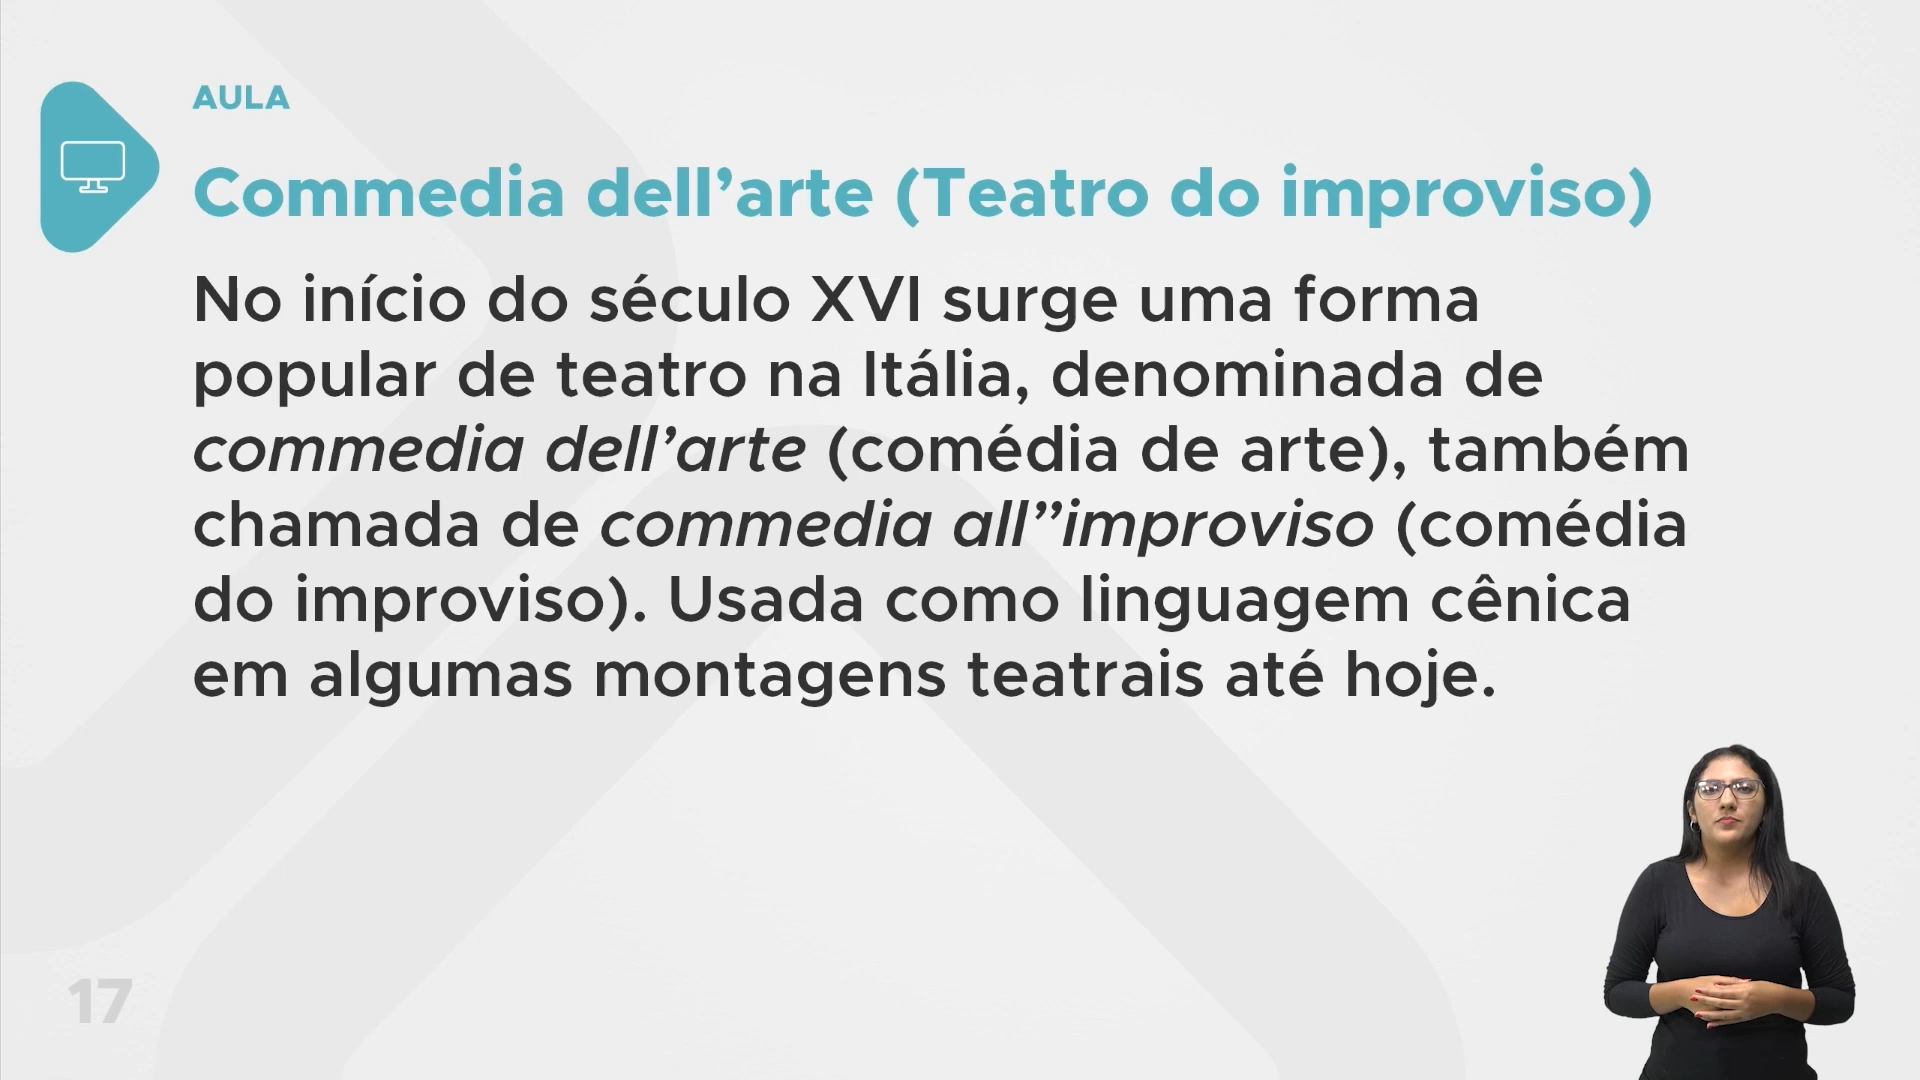 AULA
Commedia dell’arte (Teatro do improviso)
No início do século XVI surge uma forma
popular de teatro na Itália, denominada de
commedia dell’arte (comédia de arte), também
chamada de commedia all”improviso (comédia
do improviso). Usada como linguagem cênica
em algumas montagens teatrais até hoje.
17